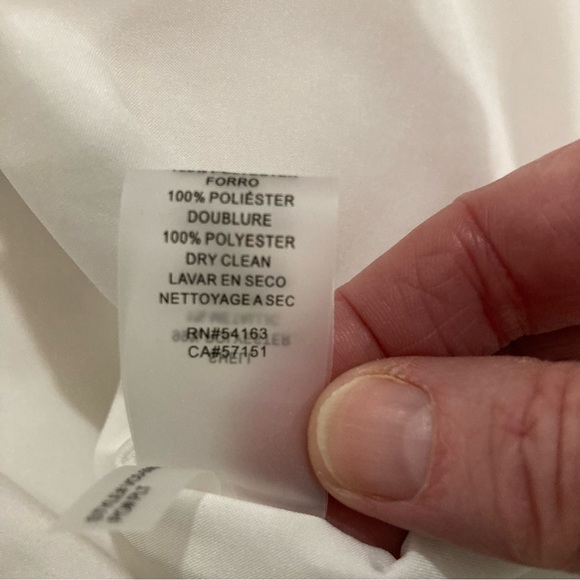 FORRO
100% POLIÉSTER
DOUBLURE
100% POLYESTER
DRY CLEAN
LAVAR EN SECO
NETTOYAGE A SEC
RN#54163
CA#57151